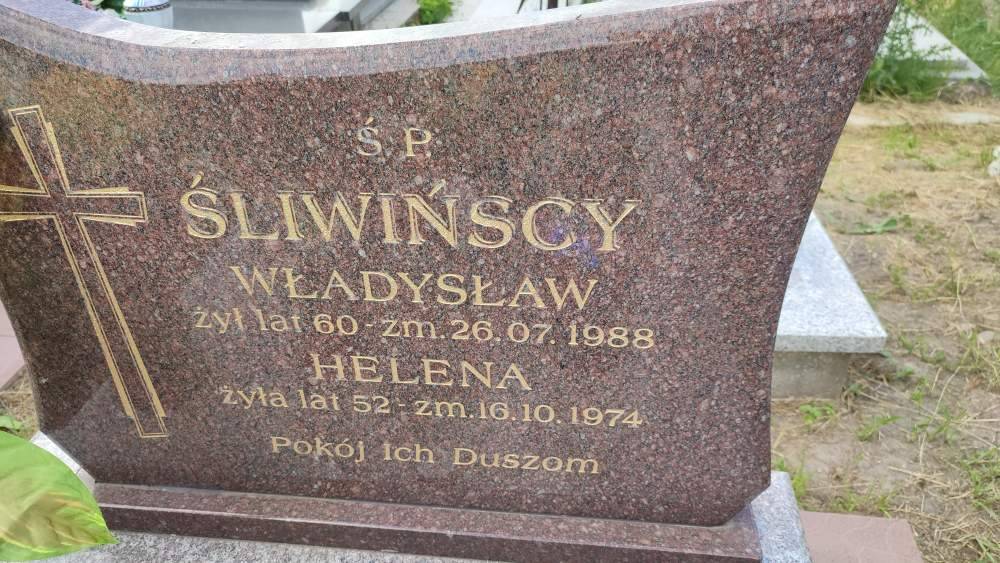 Ś. P.
ŚLIWIŃSCY
WŁADYSŁAW
żył lat 60 - zm. 26.07.1988
HELENA
żyła lat 52 - zm. 16.10.1974
Pokój Ich Duszom